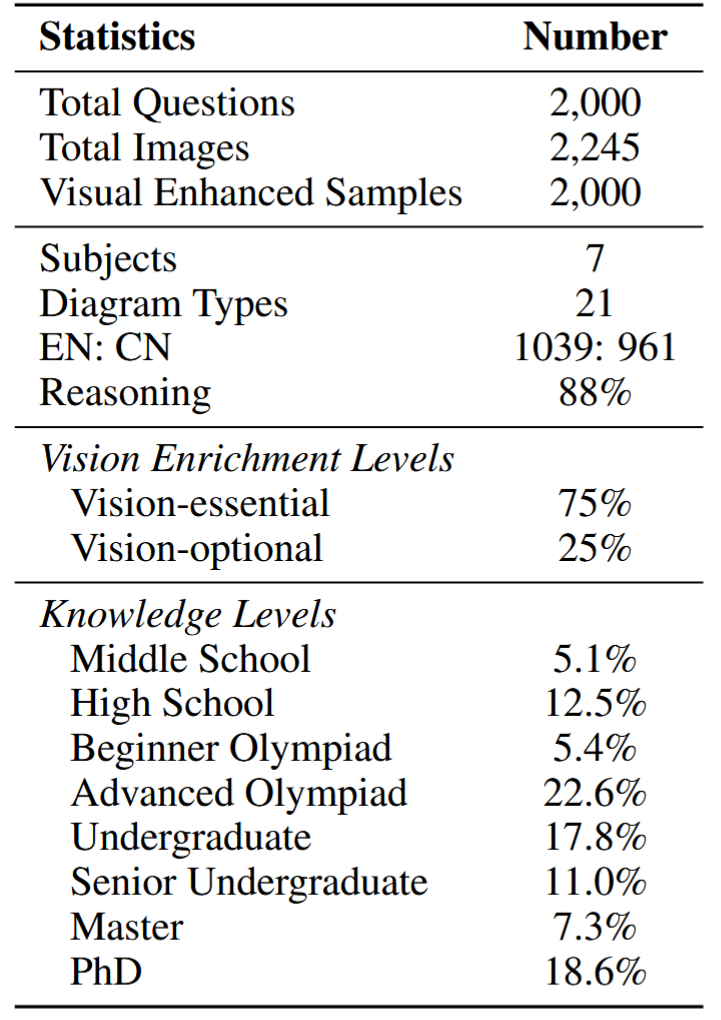 Statistics Number
Total Questions 2,000
Total Images 2,245
Visual Enhanced Samples 2,000
Subjects 7
Diagram Types 21
EN: CN 1039: 961
Reasoning 88%
Vision Enrichment Levels
Vision-essential 75%
Vision-optional 25%
Knowledge Levels
Middle School 5.1%
High School 12.5%
Beginner Olympiad 5.4%
Advanced Olympiad 22.6%
Undergraduate 17.8%
Senior Undergraduate 11.0%
Master 7.3%
PhD 18.6%